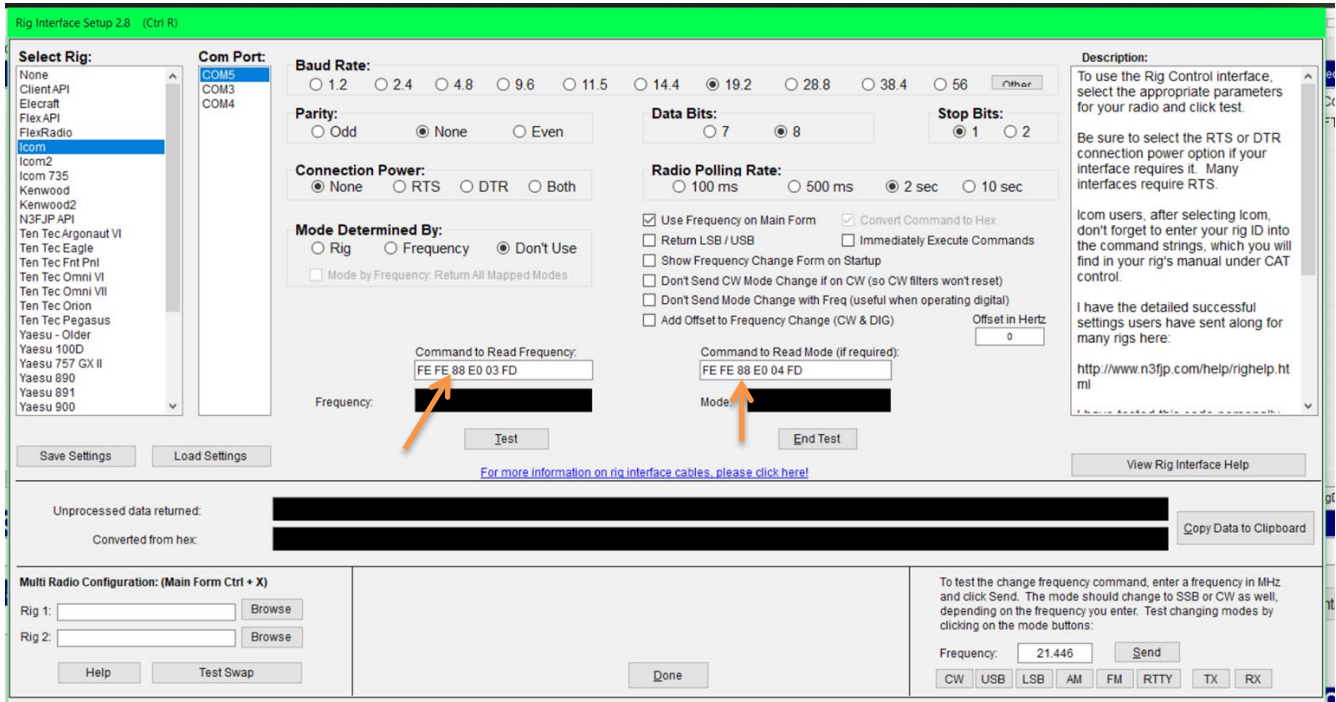 Rig Interface Setup 2.8 (Ctrl R)
Select Rig:
None
Client API
Elecraft
Flex API
FlexRadio
Icom
Icom2
Icom 735
Kenwood
Kenwood2
N3FJP API
Ten Tec Argonaut VI
Ten Tec Eagle
Ten Tec Fnt Pnl
Ten Tec Omni VI
Ten Tec Omni VII
Ten Tec Orion
Ten Tec Pegasus
Yaesu - Older
Yaesu 100D
Yaesu 757 GX II
Yaesu 890
Yaesu 891
Yaesu 900
Save Settings Load Settings
Com Port:
COM5
COM3
COM4
Baud Rate:
1.2 2.4 4.8 9.6 11.5 14.4 19.2 28.8 38.4 56 Other
Parity:
Odd None Even
Data Bits:
7 8
Stop Bits:
1 2
Connection Power:
None RTS DTR Both
Radio Polling Rate:
100 ms 500 ms 2 sec 10 sec
Mode Determined By:
Rig Frequency Don't Use
Mode by Frequency: Return All Mapped Modes
Use Frequency on Main Form Convert Command to Hex
Return LSB / USB Immediately Execute Commands
Show Frequency Change Form on Startup
Don't Send CW Mode Change if on CW (so CW filters won't reset)
Don't Send Mode Change with Freq (useful when operating digital)
Add Offset to Frequency Change (CW & DIG) Offset in Hertz
0
Command to Read Frequency:
FE FE 88 E0 03 FD
Frequency:
Command to Read Mode (if required):
FE FE 88 E0 04 FD
Mode:
Test End Test
For more information on rig interface cables, please click here!
Description:
To use the Rig Control interface,
select the appropriate parameters
for your radio and click test.
Be sure to select the RTS or DTR
connection power option if your
interface requires it. Many
interfaces require RTS.
Icom users, after selecting Icom,
don't forget to enter your rig ID into
the command strings, which you will
find in your rig's manual under CAT
control.
I have the detailed successful
settings users have sent along for
many rigs here:
http://www.n3fjp.com/help/righelp.ht
ml
View Rig Interface Help
Unprocessed data returned:
Converted from hex:
Copy Data to Clipboard
Multi Radio Configuration: (Main Form Ctrl + X)
Rig 1: Browse
Rig 2: Browse
Help Test Swap
Done
To test the change frequency command, enter a frequency in MHz
and click Send. The mode should change to SSB or CW as well,
depending on the frequency you enter. Test changing modes by
clicking on the mode buttons:
Frequency: 21.446 Send
CW USB LSB AM FM RTTY TX RX